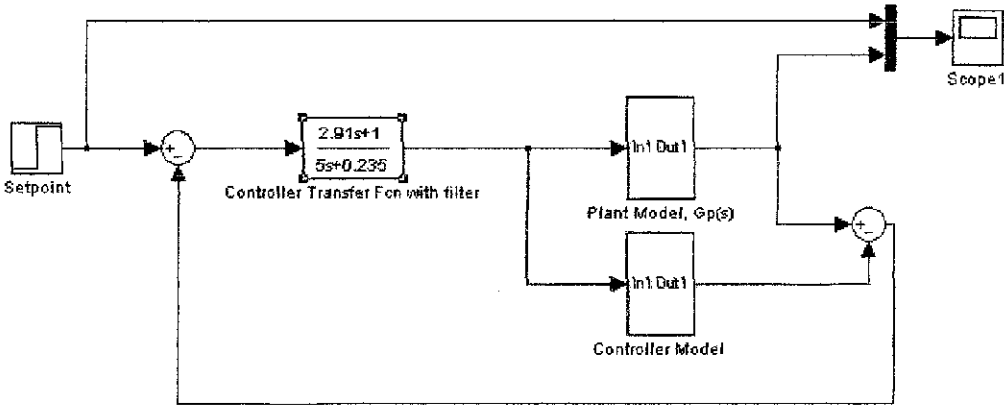 Scope1
Setpoint
+
−
2.91s+1
5s+0.235
Controller Transfer Fcn with filter
In1 Out1
Plant Model, Gp(s)
+
−
In1 Out1
Controller Model